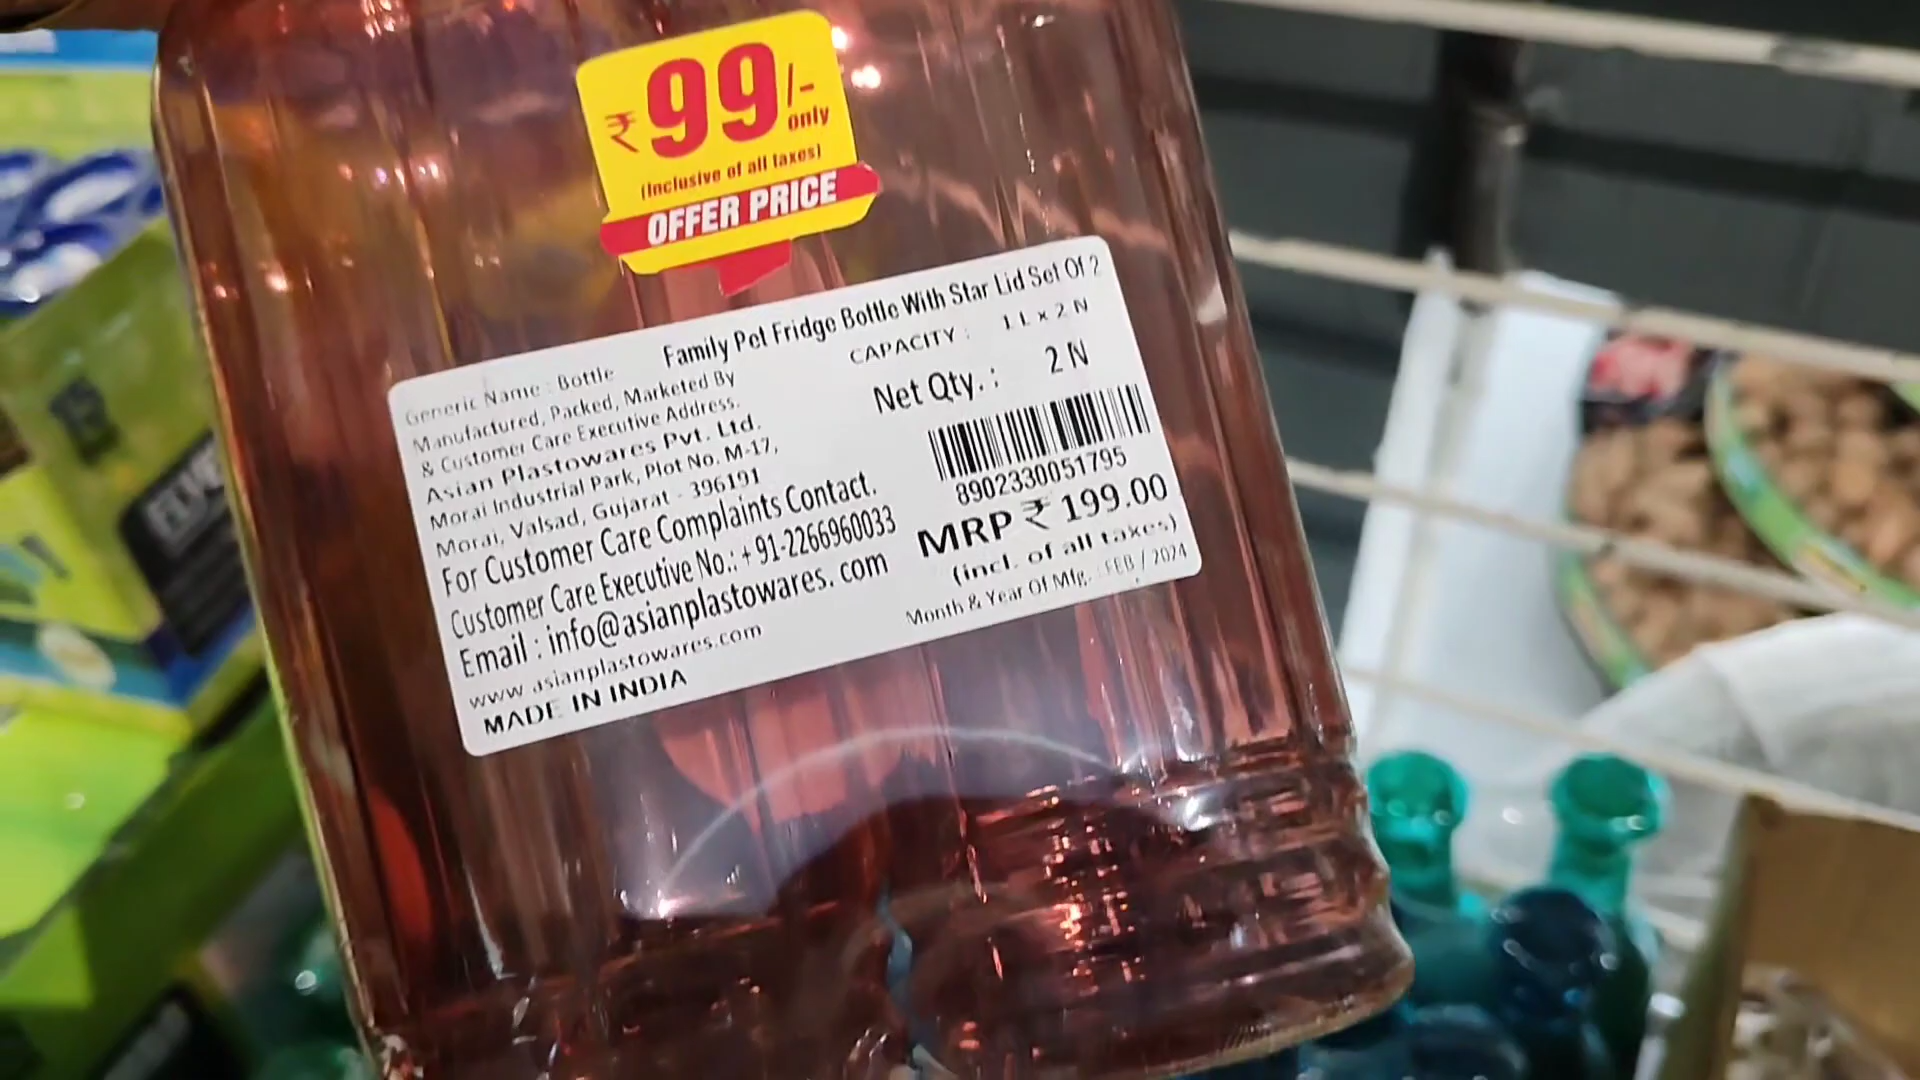 ₹99/-
only
(Inclusive of all taxes)
OFFER PRICE
Family Pet Fridge Bottle With Star Lid Set Of 2
Generic Name : Bottle
CAPACITY : 1 L x 2 N
Manufactured, Packed, Marketed By
& Customer Care Executive Address.
Net Qty. : 2 N
Asian Plastowares Pvt. Ltd.
Morai Industrial Park, Plot No. M-17,
Morai, Valsad, Gujarat - 396191
8902330051795
For Customer Care Complaints Contact.
MRP ₹ 199.00
Customer Care Executive No.: +91-2266960033
(incl. of all taxes)
Email : info@asianplastowares. com
Month & Year Of Mfg. : FEB / 2024
www asianplastowares.com
MADE IN INDIA